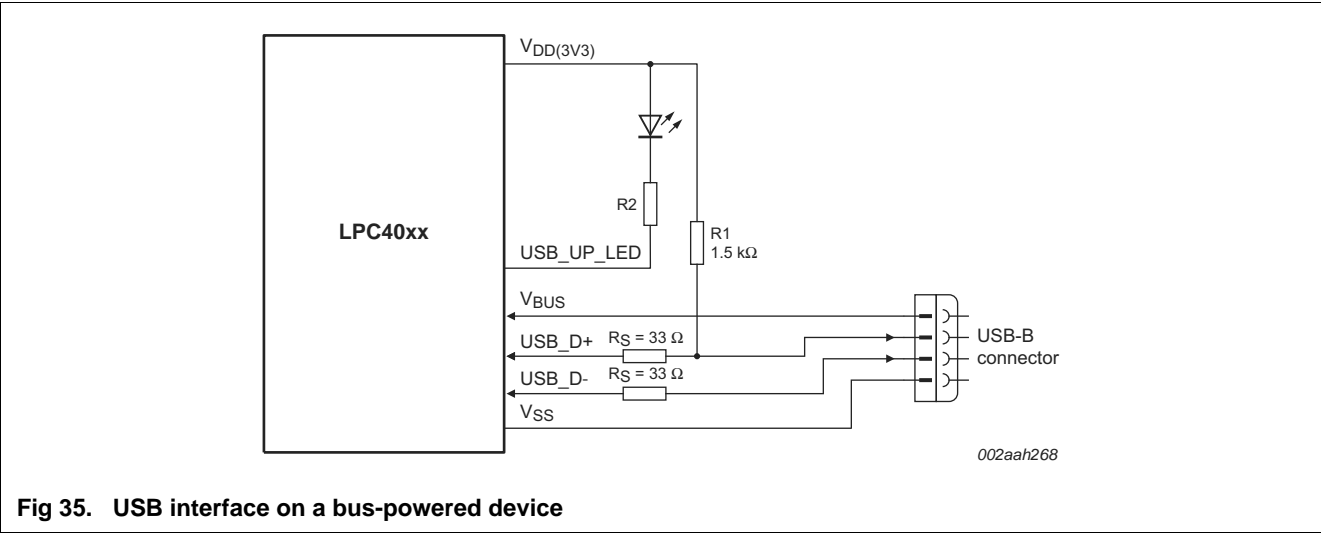 V_DD(3V3)
R2
LPC40xx
R1
1.5 kΩ
USB_UP_LED
V_BUS
USB_D+ R_S = 33 Ω
USB-B
connector
USB_D- R_S = 33 Ω
V_SS
002aah268
Fig 35. USB interface on a bus-powered device